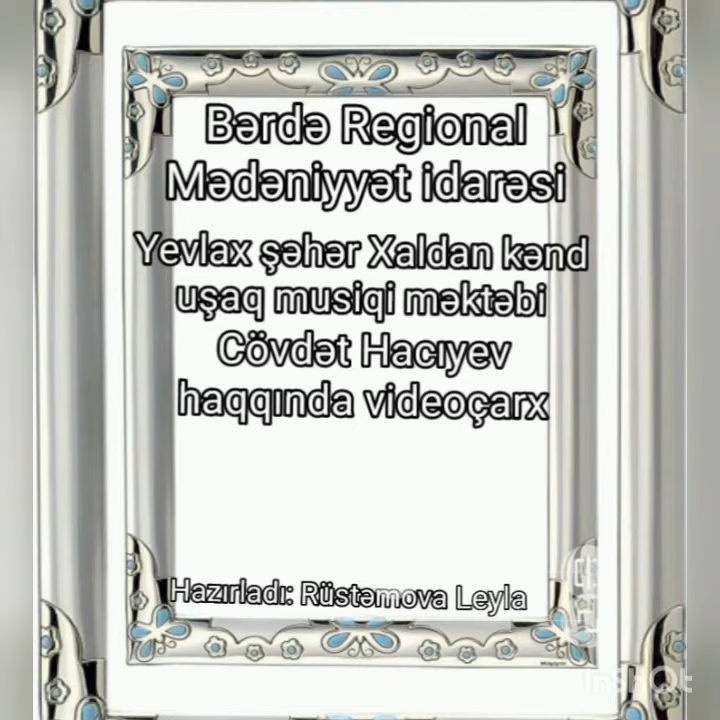 Bərdə Regional
Mədəniyyət idarəsi
Yevlax şəhər Xaldan kənd
uşaq musiqi məktəbi
Cövdət Hacıyev
haqqında videoçarx
Hazırladı: Rüstəmova Leyla
InShOt